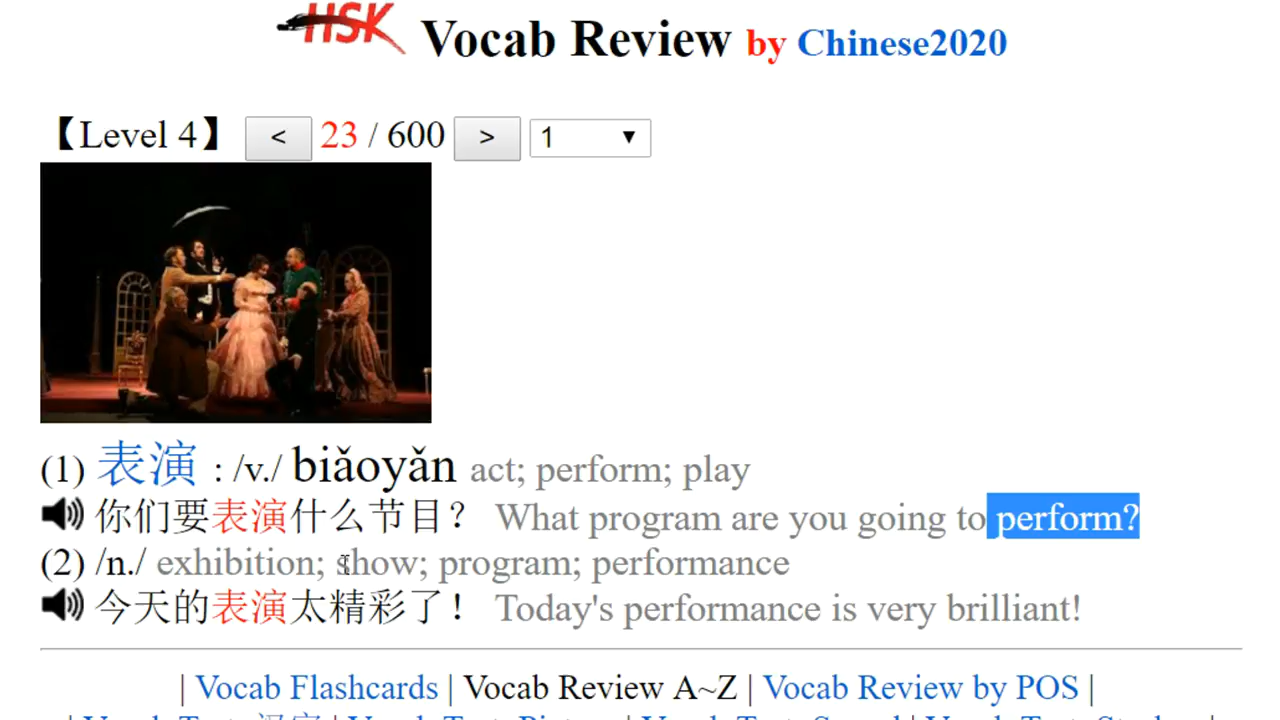 HSK Vocab Review by Chinese2020
【Level 4】 < 23 / 600 > 1 ▼
(1) 表演 : /v./ biǎoyǎn act; perform; play
你们要表演什么节目？ What program are you going to perform?
(2) /n./ exhibition; show; program; performance
今天的表演太精彩了！ Today's performance is very brilliant!
| Vocab Flashcards | Vocab Review A~Z | Vocab Review by POS |